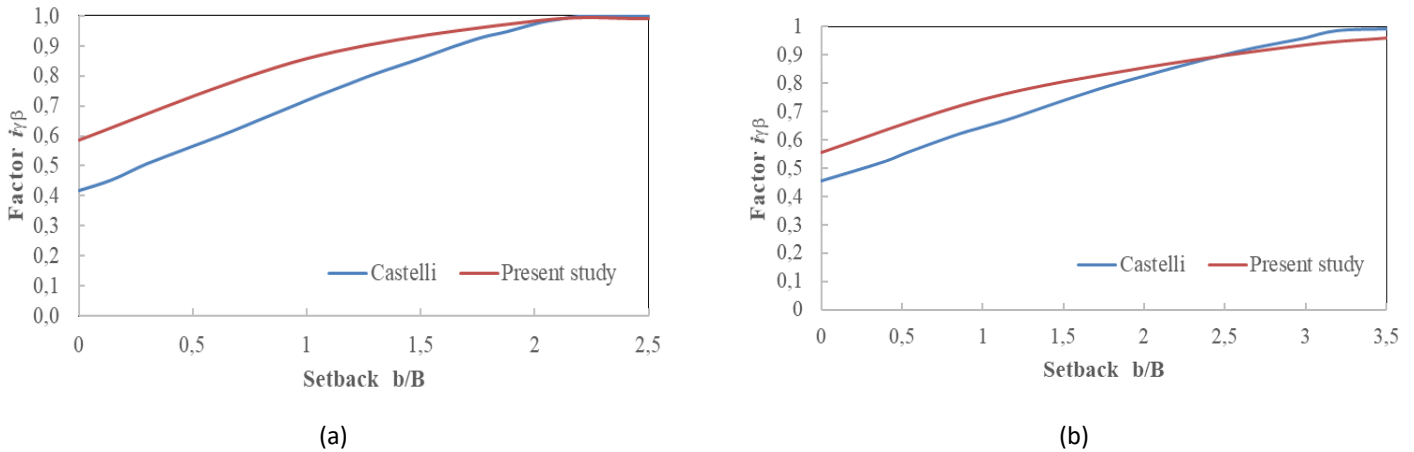 Factor iγβ
1,0
0,9
0,8
0,7
0,6
0,5
0,4
0,3
0,2
0,1
0,0
Castelli
Present study
0 0,5 1 1,5 2 2,5
Setback b/B
(a)
Factor iγβ
1
0,9
0,8
0,7
0,6
0,5
0,4
0,3
0,2
0,1
0
Castelli
Present study
0 0,5 1 1,5 2 2,5 3 3,5
Setback b/B
(b)